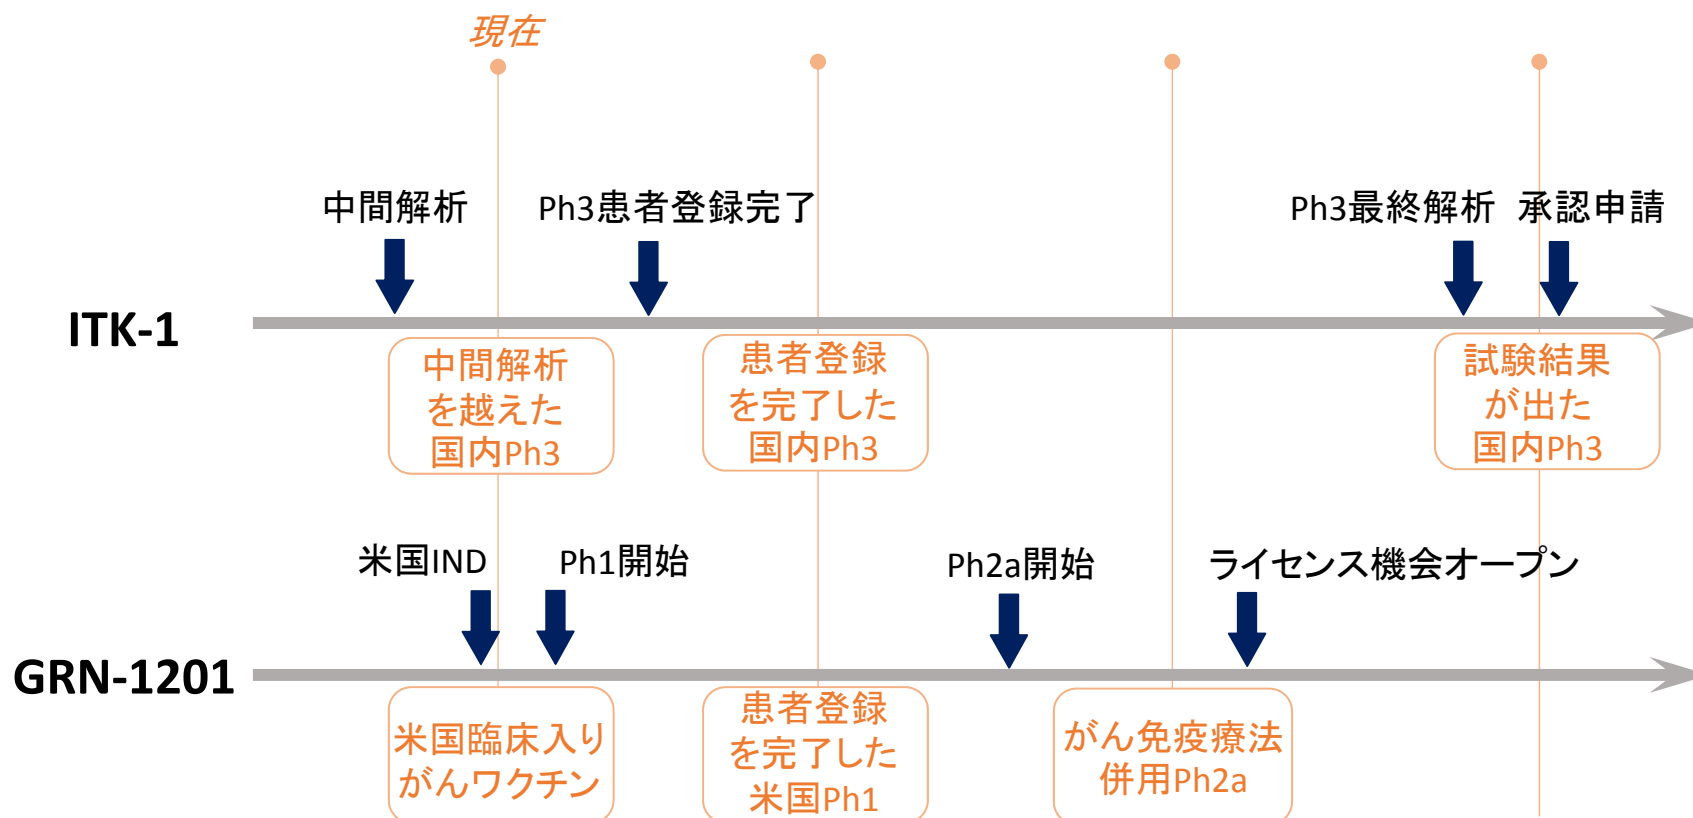 現在
中間解析
Ph3患者登録完了
Ph3最終解析
承認申請
ITK-1
中間解析
を越えた
国内Ph3
患者登録
を完了した
国内Ph3
試験結果
が出た
国内Ph3
米国IND
Ph1開始
Ph2a開始
ライセンス機会オープン
GRN-1201
米国臨床入り
がんワクチン
患者登録
を完了した
米国Ph1
がん免疫療法
併用Ph2a